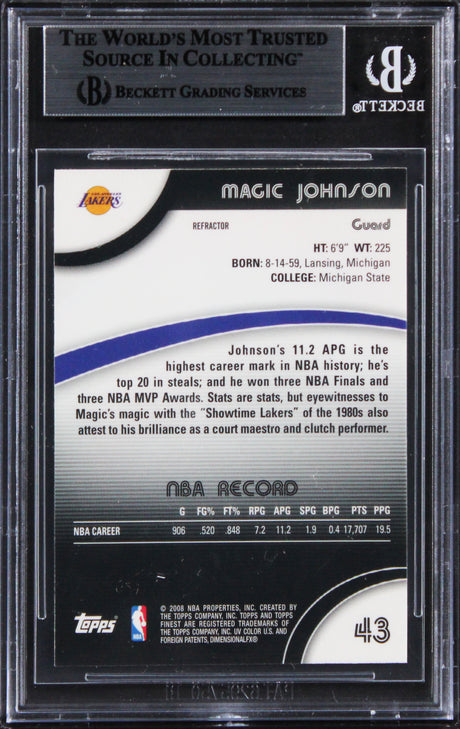 THE WORLD'S MOST TRUSTED
SOURCE IN COLLECTING™
B BECKETT GRADING SERVICES
B
BECKETT®
LOS ANGELES
LAKERS
MAGIC JOHNSON
REFRACTOR
Guard
HT: 6'9" WT: 225
BORN: 8-14-59, Lansing, Michigan
COLLEGE: Michigan State
Johnson's 11.2 APG is the
highest career mark in NBA history; he's
top 20 in steals; and he won three NBA Finals and
three NBA MVP Awards. Stats are stats, but eyewitnesses to
Magic's magic with the "Showtime Lakers" of the 1980s also
attest to his brilliance as a court maestro and clutch performer.
NBA RECORD
G FG% FT% RPG APG SPG BPG PTS PPG
NBA CAREER 906 .520 .848 7.2 11.2 1.9 0.4 17,707 19.5
Topps
NBA
© 2008 NBA PROPERTIES, INC. CREATED BY
THE TOPPS COMPANY, INC. TOPPS AND TOPPS
FINEST ARE REGISTERED TRADEMARKS OF
THE TOPPS COMPANY, INC. UV COLOR U.S. AND
FOREIGN PATENTS, DIMENSIONALFX®
43